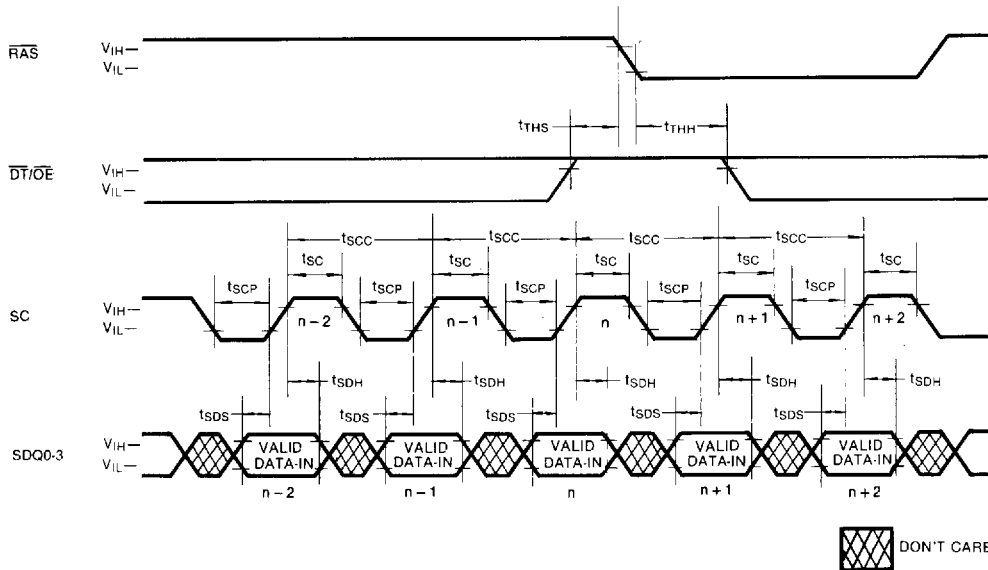 RAS
VIH
VIL
tTHS
tTHH
DT/OE
VIH
VIL
tSCC
tSCC
tSCC
tSCC
tSC
tSC
tSC
tSC
tSC
tSCP
tSCP
tSCP
tSCP
tSCP
SC
VIH
VIL
n-2
n-1
n
n+1
n+2
tSDH
tSDH
tSDH
tSDH
tSDH
tSDS
tSDS
tSDS
tSDS
tSDS
SDQ0-3
VIH
VIL
VALID DATA-IN
VALID DATA-IN
VALID DATA-IN
VALID DATA-IN
VALID DATA-IN
n-2
n-1
n
n+1
n+2
DON'T CARE